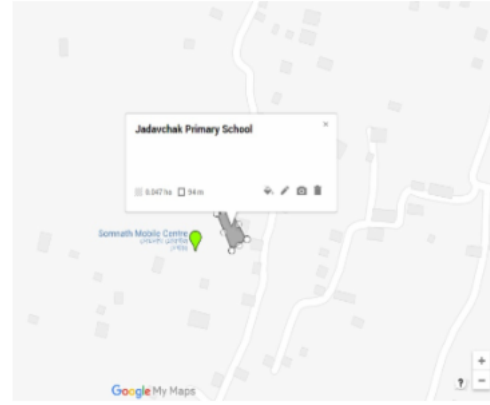 Jadavchak Primary School
×
0.047 ha 94 m
Somnath Mobile Centre
Google My Maps
?
+
−